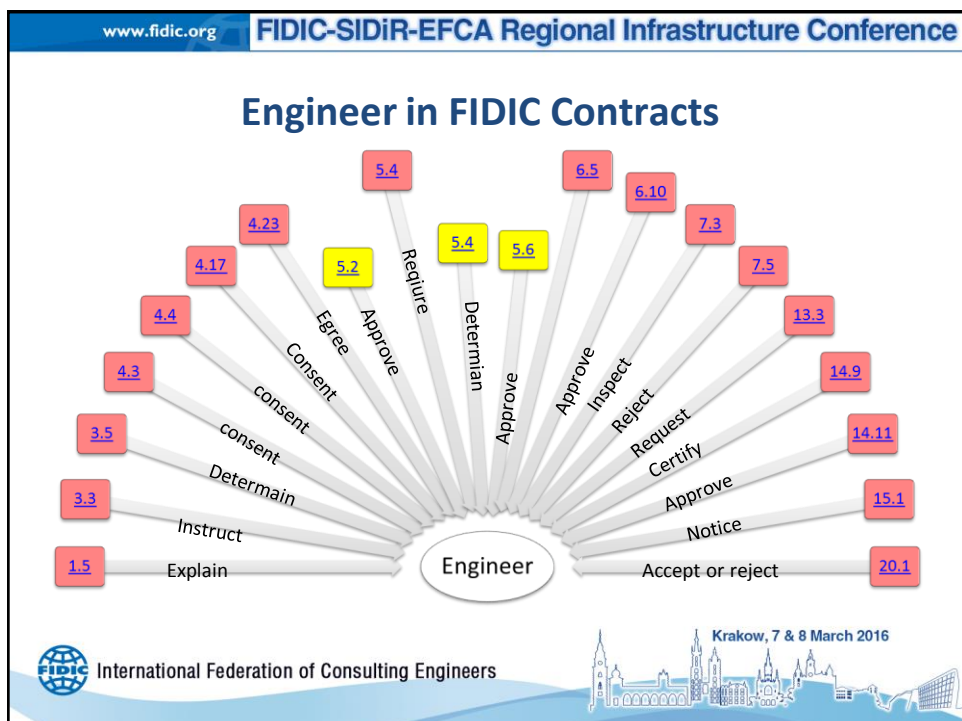 www.fidic.org
FIDIC-SIDiR-EFCA Regional Infrastructure Conference
Engineer in FIDIC Contracts
1.5
Explain
3.3
Instruct
3.5
Determain
4.3
consent
4.4
consent
4.17
Consent
4.23
Egree
5.2
Approve
5.4
Reqiure
5.4
Determian
5.6
Approve
6.5
Approve
6.10
Inspect
7.3
Reject
7.5
Request
13.3
Certify
14.9
Approve
14.11
Notice
15.1
Accept or reject
20.1
Engineer
Krakow, 7 & 8 March 2016
FIDIC
International Federation of Consulting Engineers